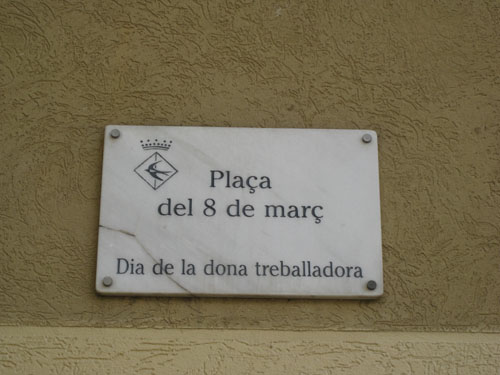 Plaça
del 8 de març
Dia de la dona treballadora